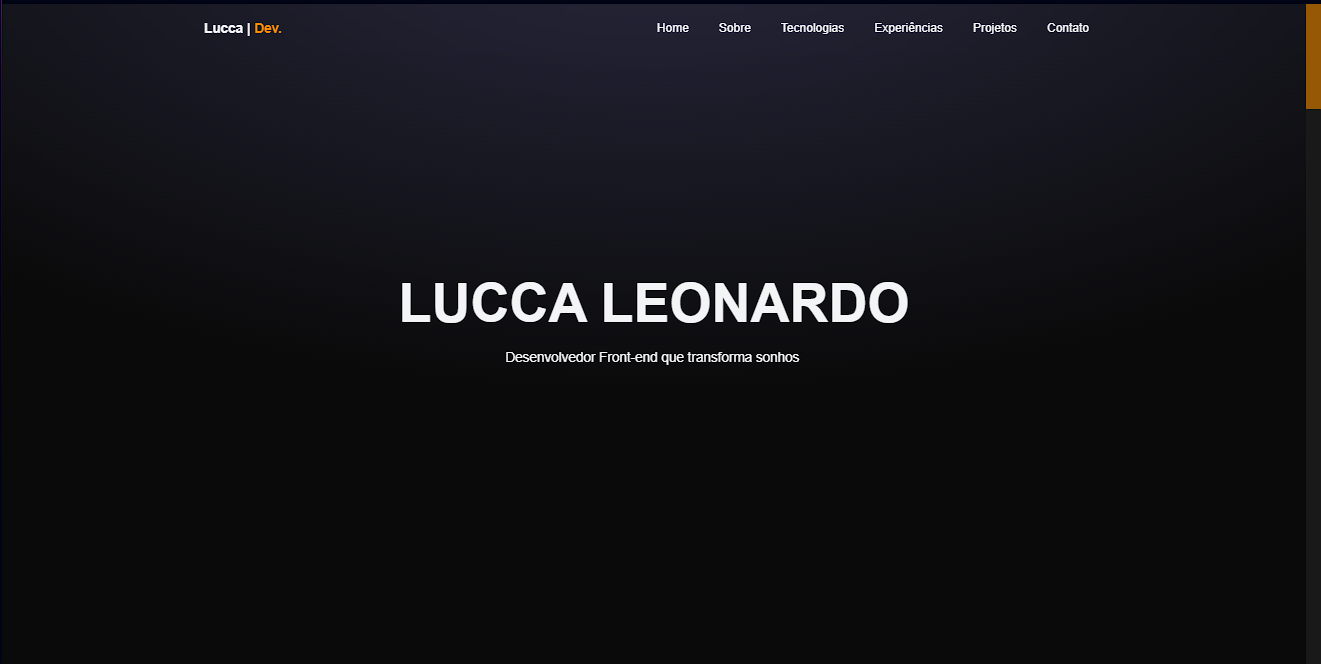 Lucca | Dev.
Home Sobre Tecnologias Experiências Projetos Contato
LUCCA LEONARDO
Desenvolvedor Front-end que transforma sonhos